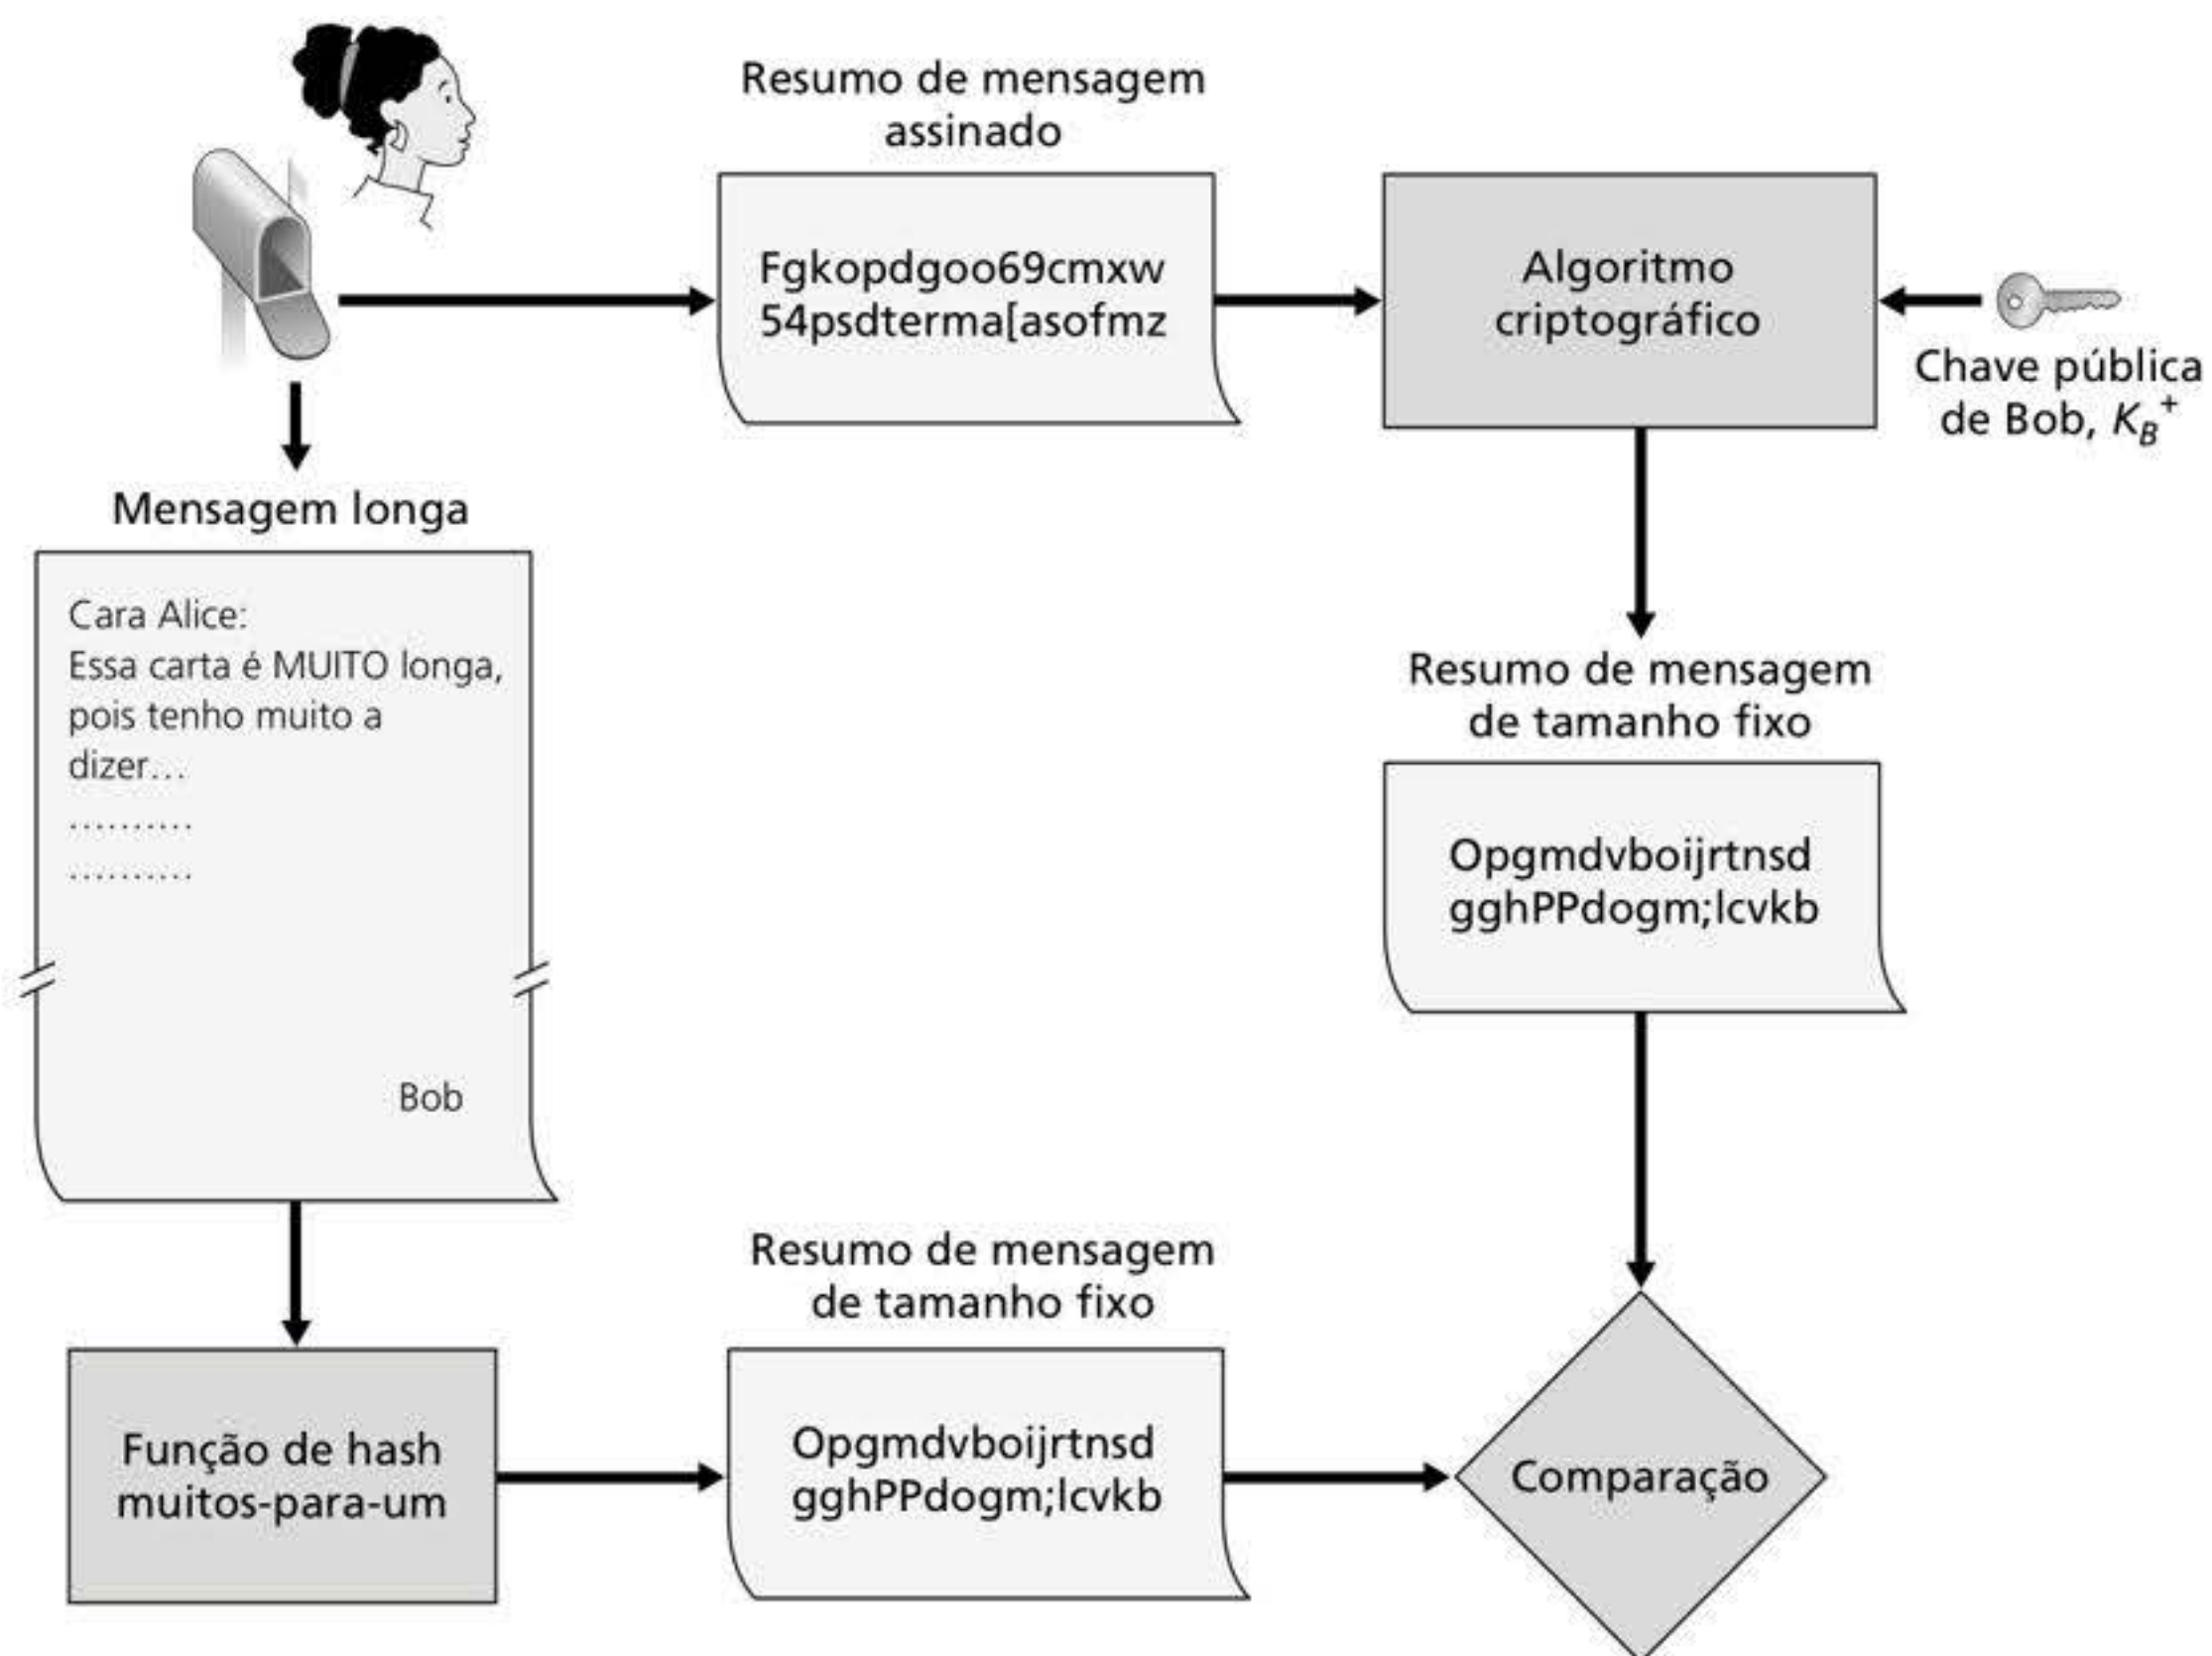 Resumo de mensagem
assinado
Fgkopdgoo69cmxw
54psdterma[asofmz
Algoritmo
criptográfico
Chave pública
de Bob, K_B^+
Mensagem longa
Cara Alice:
Essa carta é MUITO longa,
pois tenho muito a
dizer...
..........
..........
Bob
Resumo de mensagem
de tamanho fixo
Opgmdvboijrtnsd
gghPPdogm;lcvkb
Função de hash
muitos-para-um
Resumo de mensagem
de tamanho fixo
Opgmdvboijrtnsd
gghPPdogm;lcvkb
Comparação